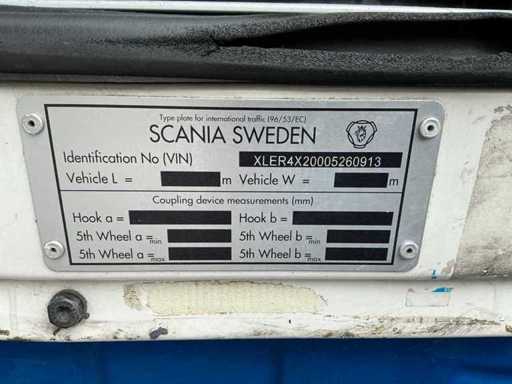 Type plate for international traffic (96/53/EC)
SCANIA SWEDEN
Identification No (VIN) XLER4X20005260913
Vehicle L = m Vehicle W = m
Coupling device measurements (mm)
Hook a = Hook b =
5th Wheel a min = 5th Wheel b min =
5th Wheel a max = 5th Wheel b max =